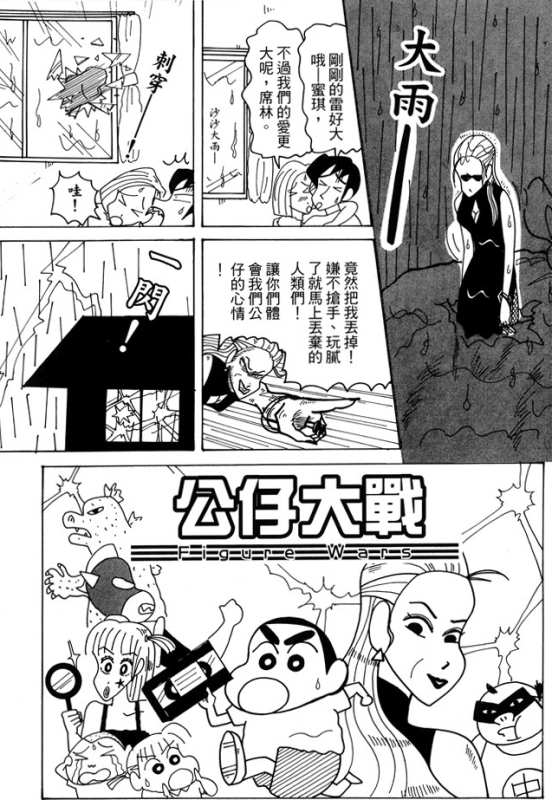 大雨——
剛剛的雷好大
哦—蜜琪，
不過我們的愛更
大呢，席林。
沙沙大雨—
刺穿—！
哇！
竟然把我丟掉！
嫌不搶手、玩膩
了就馬上丟棄的
人類們！
讓你們體
會我們公
仔的心情
！
一閃！
公仔大戰
Figure Wars
中